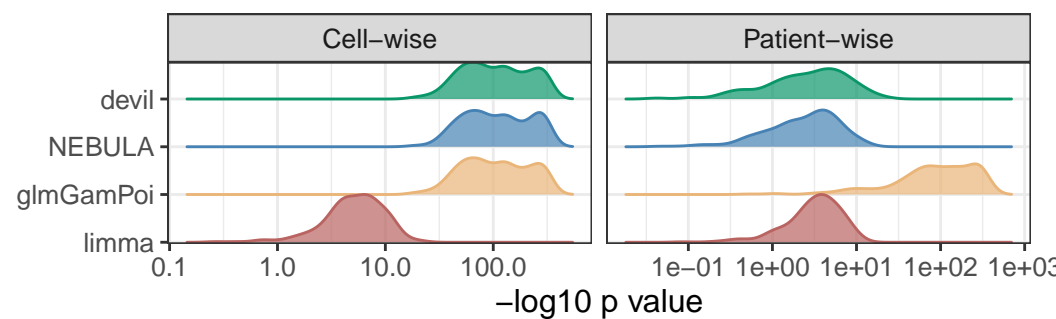 Cell−wise Patient−wise
devil
NEBULA
glmGamPoi
limma
0.1 1.0 10.0 100.0 1e−01 1e+00 1e+01 1e+02 1e+03
−log10 p value